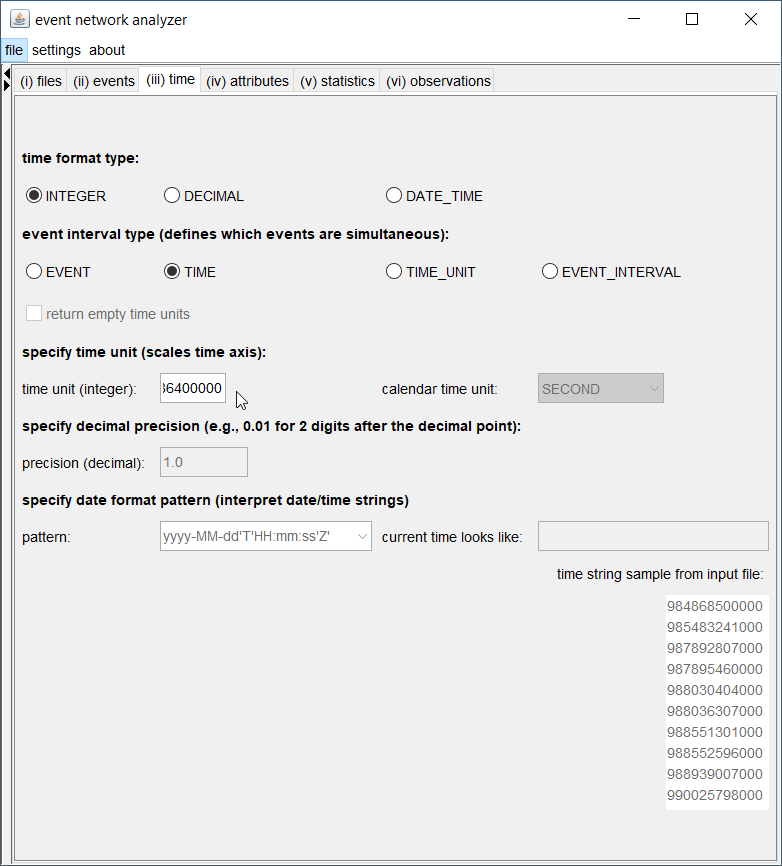 event network analyzer
file settings about
(i) files (ii) events (iii) time (iv) attributes (v) statistics (vi) observations
time format type:
INTEGER DECIMAL DATE_TIME
event interval type (defines which events are simultaneous):
EVENT TIME TIME_UNIT EVENT_INTERVAL
return empty time units
specify time unit (scales time axis):
time unit (integer): 36400000 calendar time unit: SECOND
specify decimal precision (e.g., 0.01 for 2 digits after the decimal point):
precision (decimal): 1.0
specify date format pattern (interpret date/time strings)
pattern: yyyy-MM-dd'T'HH:mm:ss'Z' current time looks like:
time string sample from input file:
984868500000
985483241000
987892807000
987895460000
988030404000
988036307000
988551301000
988552596000
988939007000
990025798000